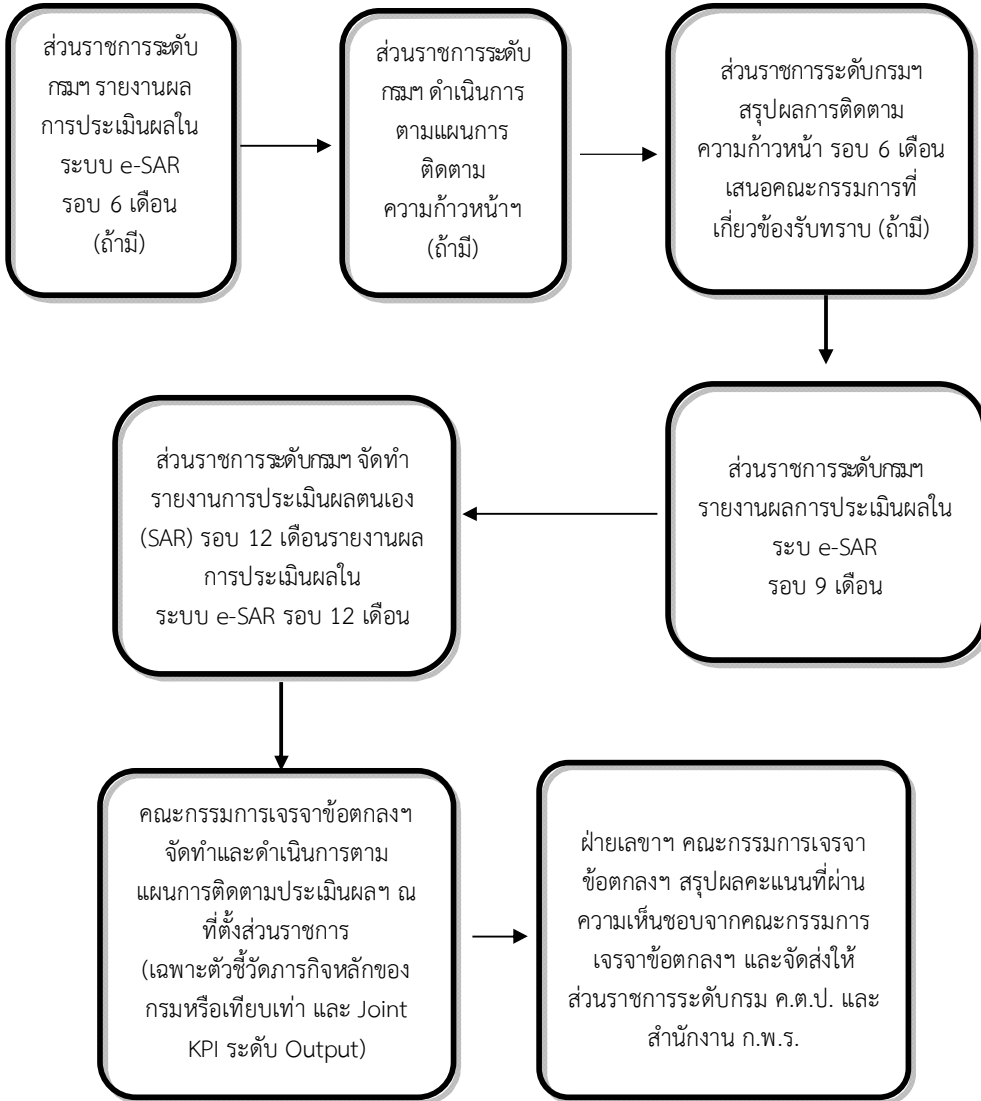 ส่วนราชการระดับ
กรมฯ รายงานผล
การประเมินผลใน
ระบบ e-SAR
รอบ 6 เดือน
(ถ้ามี)
ส่วนราชการระดับ
กรมฯ ดำเนินการ
ตามแผนการ
ติดตาม
ความก้าวหน้าฯ
(ถ้ามี)
ส่วนราชการระดับกรมฯ
สรุปผลการติดตาม
ความก้าวหน้า รอบ 6 เดือน
เสนอคณะกรรมการที่
เกี่ยวข้องรับทราบ (ถ้ามี)
ส่วนราชการระดับกรมฯ
รายงานผลการประเมินผลใน
ระบบ e-SAR
รอบ 9 เดือน
ส่วนราชการระดับกรมฯ จัดทำ
รายงานการประเมินผลตนเอง
(SAR) รอบ 12 เดือนรายงานผล
การประเมินผลใน
ระบบ e-SAR รอบ 12 เดือน
คณะกรรมการเจรจาข้อตกลงฯ
จัดทำและดำเนินการตาม
แผนการติดตามประเมินผลฯ ณ
ที่ตั้งส่วนราชการ
(เฉพาะตัวชี้วัดภารกิจหลักของ
กรมหรือเทียบเท่า และ Joint
KPI ระดับ Output)
ฝ่ายเลขาฯ คณะกรรมการเจรจา
ข้อตกลงฯ สรุปผลคะแนนที่ผ่าน
ความเห็นชอบจากคณะกรรมการ
เจรจาข้อตกลงฯ และจัดส่งให้
ส่วนราชการระดับกรม ค.ต.ป. และ
สำนักงาน ก.พ.ร.